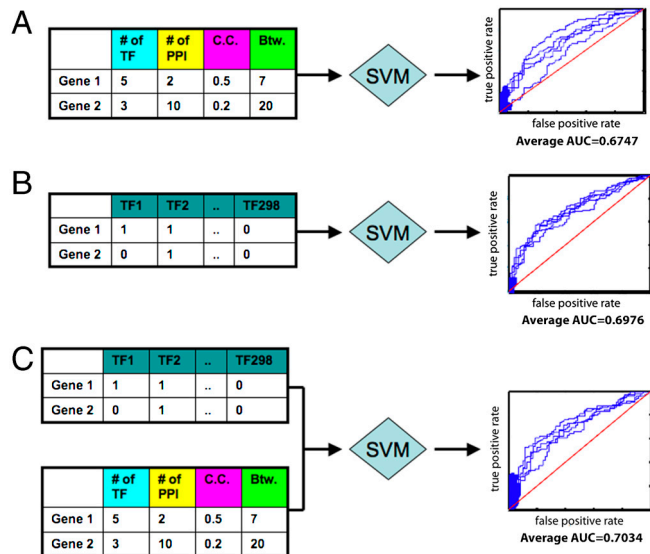 A
# of TF # of PPI C.C. Btw.
Gene 1 5 2 0.5 7
Gene 2 3 10 0.2 20
SVM
true positive rate
false positive rate
Average AUC=0.6747
B
TF1 TF2 .. TF298
Gene 1 1 1 .. 0
Gene 2 0 1 .. 0
SVM
true positive rate
false positive rate
Average AUC=0.6976
C
TF1 TF2 .. TF298
Gene 1 1 1 .. 0
Gene 2 0 1 .. 0
# of TF # of PPI C.C. Btw.
Gene 1 5 2 0.5 7
Gene 2 3 10 0.2 20
SVM
true positive rate
false positive rate
Average AUC=0.7034